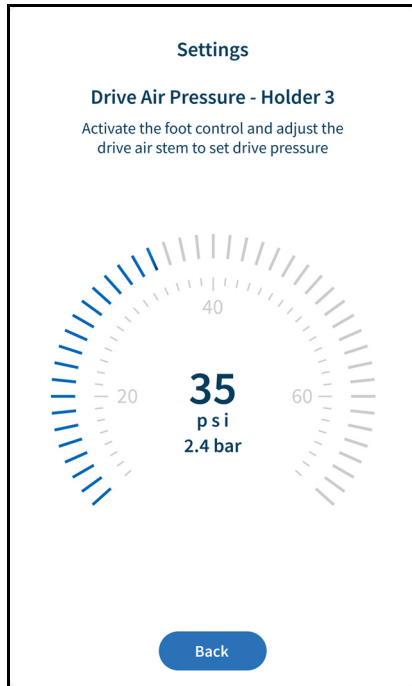 Settings
Drive Air Pressure - Holder 3
Activate the foot control and adjust the
drive air stem to set drive pressure
40
20
35
60
psi
2.4 bar
Back